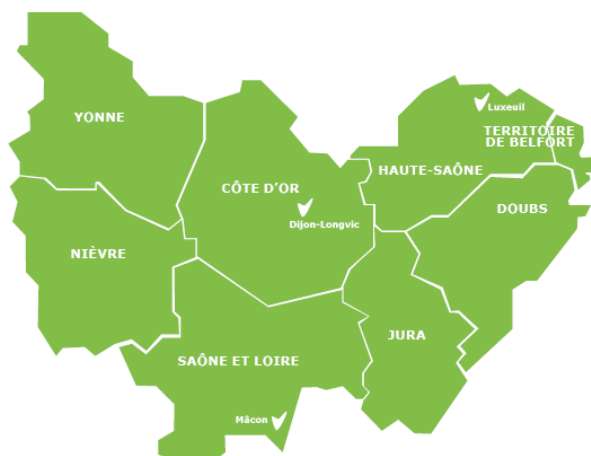 Luxeuil
YONNE
TERRITOIRE
DE BELFORT
HAUTE-SAÔNE
CÔTE D'OR
DOUBS
Dijon-Longvic
NIÈVRE
JURA
SAÔNE ET LOIRE
Mâcon